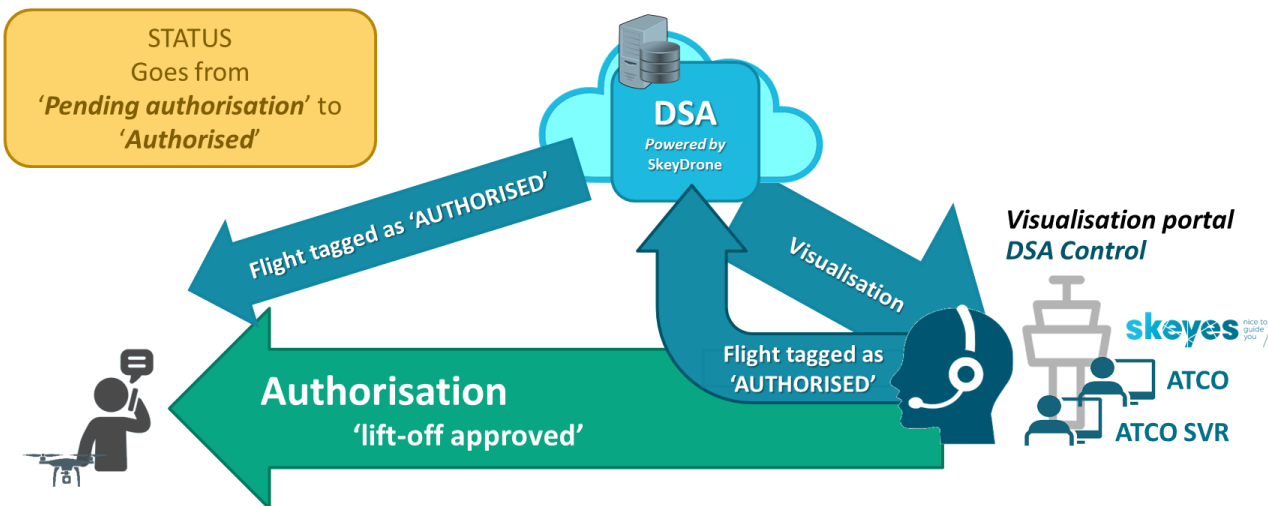 STATUS
Goes from
‘Pending authorisation’ to
‘Authorised’
DSA
Powered by
SkeyDrone
Flight tagged as ‘AUTHORISED’
Visualisation
Visualisation portal
DSA Control
skeyes
nice to
guide
you
Flight tagged as
‘AUTHORISED’
ATCO
ATCO SVR
Authorisation
‘lift-off approved’